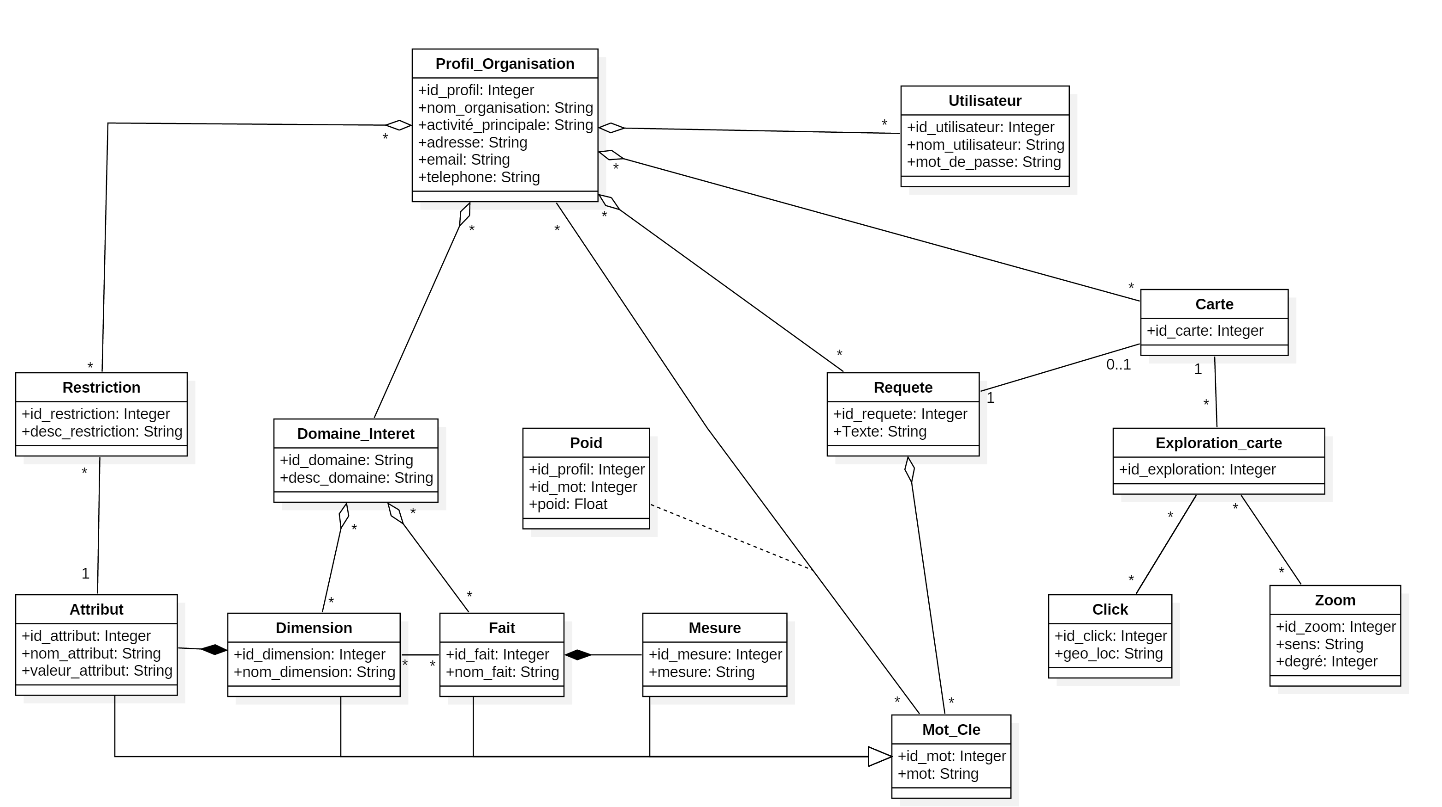 Profil_Organisation
+id_profil: Integer
+nom_organisation: String
+activité_principale: String
+adresse: String
+email: String
+telephone: String
Utilisateur
+id_utilisateur: Integer
+nom_utilisateur: String
+mot_de_passe: String
*
*
*
*
*
*
*
Carte
+id_carte: Integer
0..1
1
1
*
*
*
Restriction
+id_restriction: Integer
+desc_restriction: String
*
1
Domaine_Interet
+id_domaine: String
+desc_domaine: String
*
*
*
*
Poid
+id_profil: Integer
+id_mot: Integer
+poid: Float
Requete
+id_requete: Integer
+Texte: String
Exploration_carte
+id_exploration: Integer
*
*
*
*
Attribut
+id_attribut: Integer
+nom_attribut: String
+valeur_attribut: String
Dimension
+id_dimension: Integer
+nom_dimension: String
*
*
Fait
+id_fait: Integer
+nom_fait: String
Mesure
+id_mesure: Integer
+mesure: String
Click
+id_click: Integer
+geo_loc: String
Zoom
+id_zoom: Integer
+sens: String
+degré: Integer
*
*
Mot_Cle
+id_mot: Integer
+mot: String